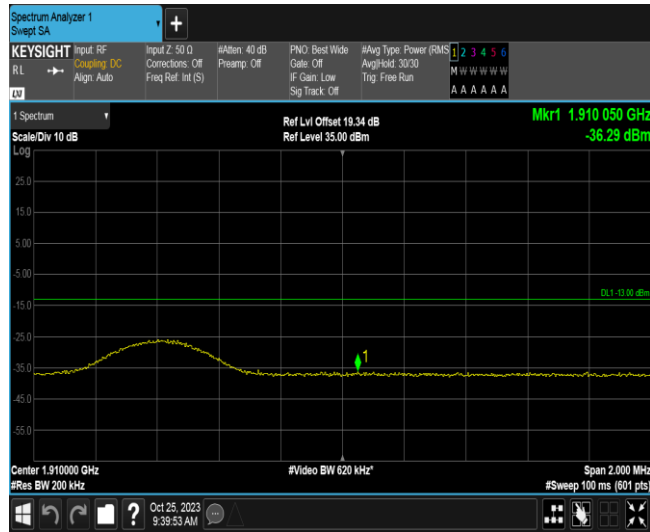 Spectrum Analyzer 1
Swept SA
+
KEYSIGHT
RL
LXI
Input: RF
Coupling: DC
Align: Auto
Input Z: 50 Ω
Corrections: Off
Freq Ref: Int (S)
#Atten: 40 dB
Preamp: Off
PNO: Best Wide
Gate: Off
IF Gain: Low
Sig Track: Off
#Avg Type: Power (RMS
Avg|Hold: 30/30
Trig: Free Run
1 2 3 4 5 6
M W W W W W
A A A A A A
1 Spectrum
Scale/Div 10 dB
Log
Ref Lvl Offset 19.34 dB
Ref Level 35.00 dBm
Mkr1 1.910 050 GHz
-36.29 dBm
25.0
15.0
5.00
-5.00
DL1 -13.00 dBm
-15.0
-25.0
-35.0
1
-45.0
-55.0
Center 1.910000 GHz
#Video BW 620 kHz*
Span 2.000 MHz
#Res BW 200 kHz
#Sweep 100 ms (601 pts)
?
Oct 25, 2023
9:39:53 AM